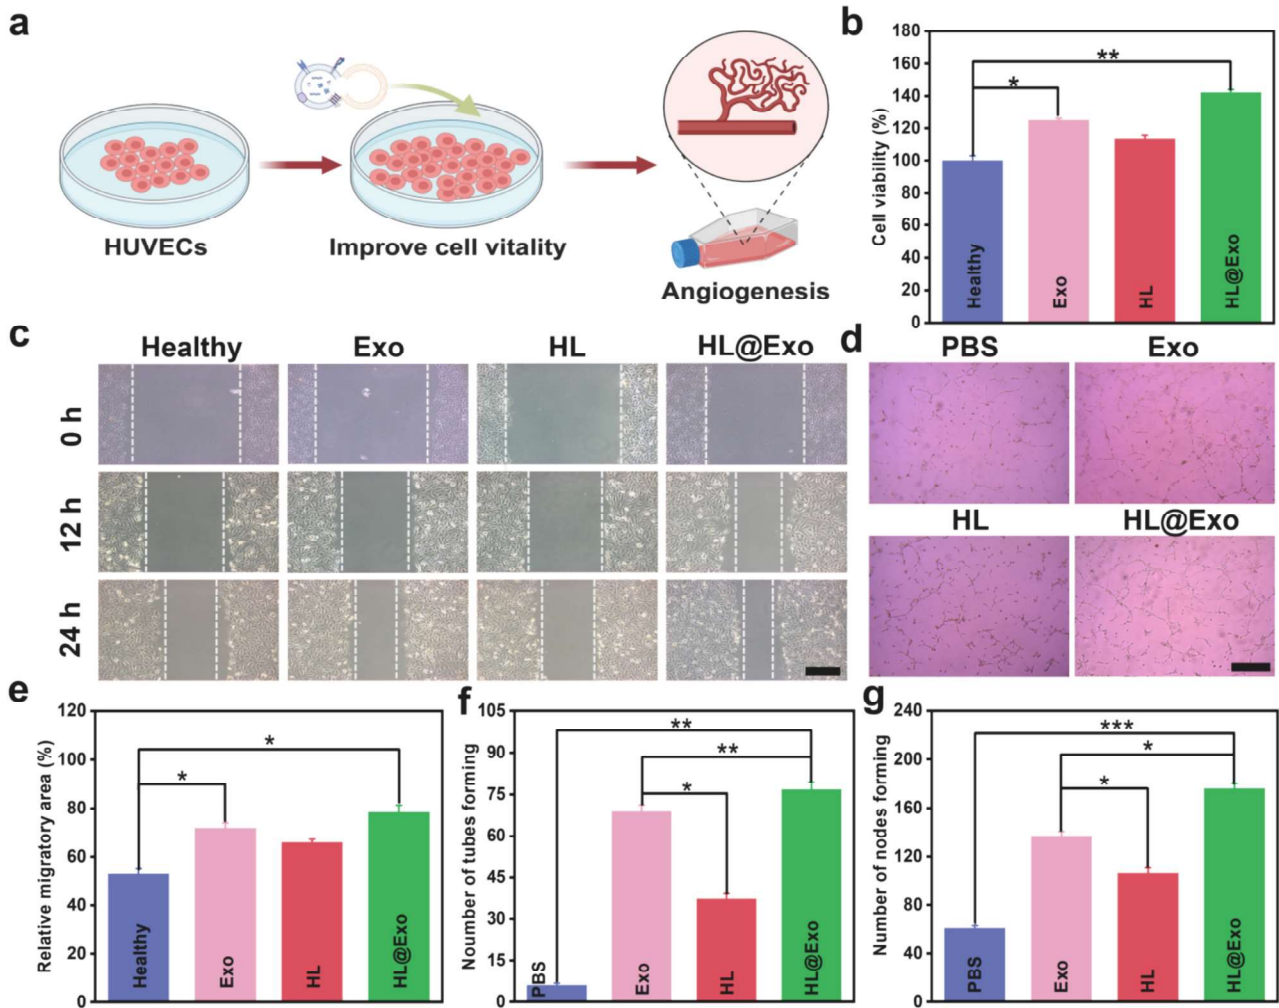 a
HUVECs
Improve cell vitality
Angiogenesis
b
Cell viability (%)
180
160
140
120
100
80
60
40
20
0
Healthy
Exo
HL
HL@Exo
*
**
c
Healthy Exo HL HL@Exo
0 h
12 h
24 h
d
PBS Exo
HL HL@Exo
e
Relative migratory area (%)
120
100
80
60
40
20
0
Healthy
Exo
HL
HL@Exo
*
*
f
Noumber of tubes forming
105
90
75
60
45
30
15
0
PBS
Exo
HL
HL@Exo
**
**
*
g
Number of nodes forming
240
200
160
120
80
40
0
PBS
Exo
HL
HL@Exo
***
*
*